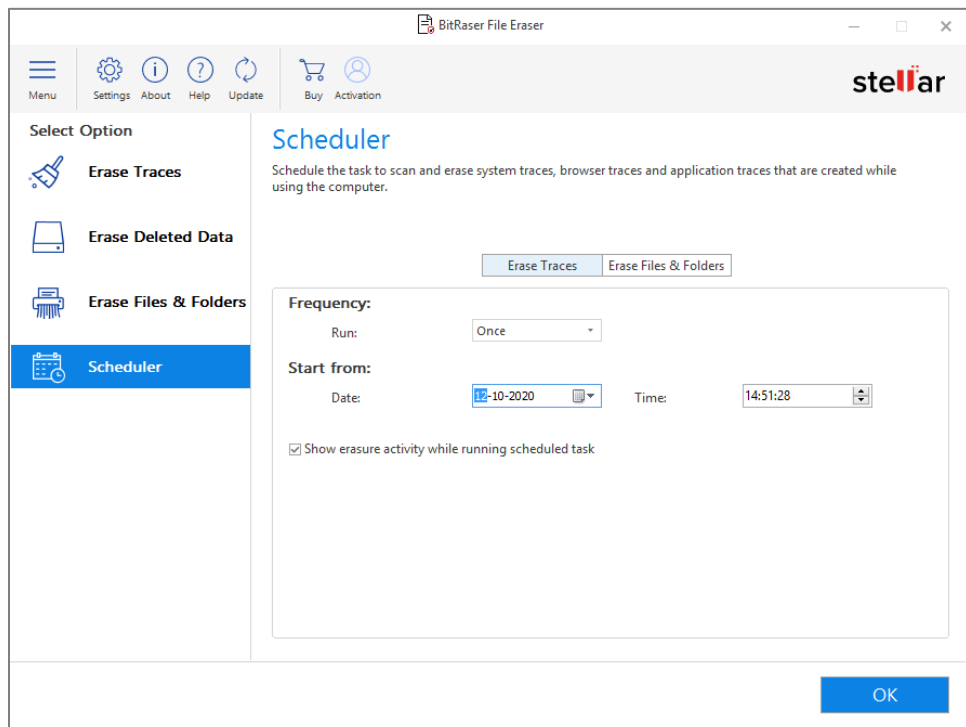 BitRaser File Eraser
Menu
Settings
About
Help
Update
Buy
Activation
stellar
Select Option
Erase Traces
Erase Deleted Data
Erase Files & Folders
Scheduler
Scheduler
Schedule the task to scan and erase system traces, browser traces and application traces that are created while
using the computer.
Erase Traces
Erase Files & Folders
Frequency:
Run:
Once
Start from:
Date:
12-10-2020
Time:
14:51:28
Show erasure activity while running scheduled task
OK